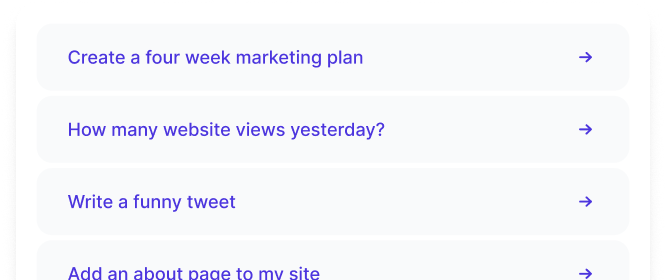 Create a four week marketing plan
How many website views yesterday?
Write a funny tweet
Add an about page to my site